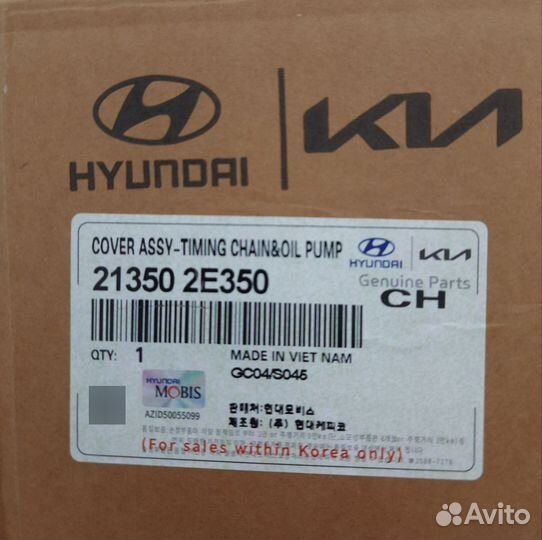 HYUNDAI
KIA
COVER ASSY-TIMING CHAIN&OIL PUMP
HYUNDAI
KIA
21350 2E350
Genuine Parts
CH
QTY: 1
MADE IN VIET NAM
GC04/S045
HYUNDAI
MOBIS
AZID50055099
판매처:현대모비스
제조원: (주) 현대케피코
(For sales within Korea only)
Avito